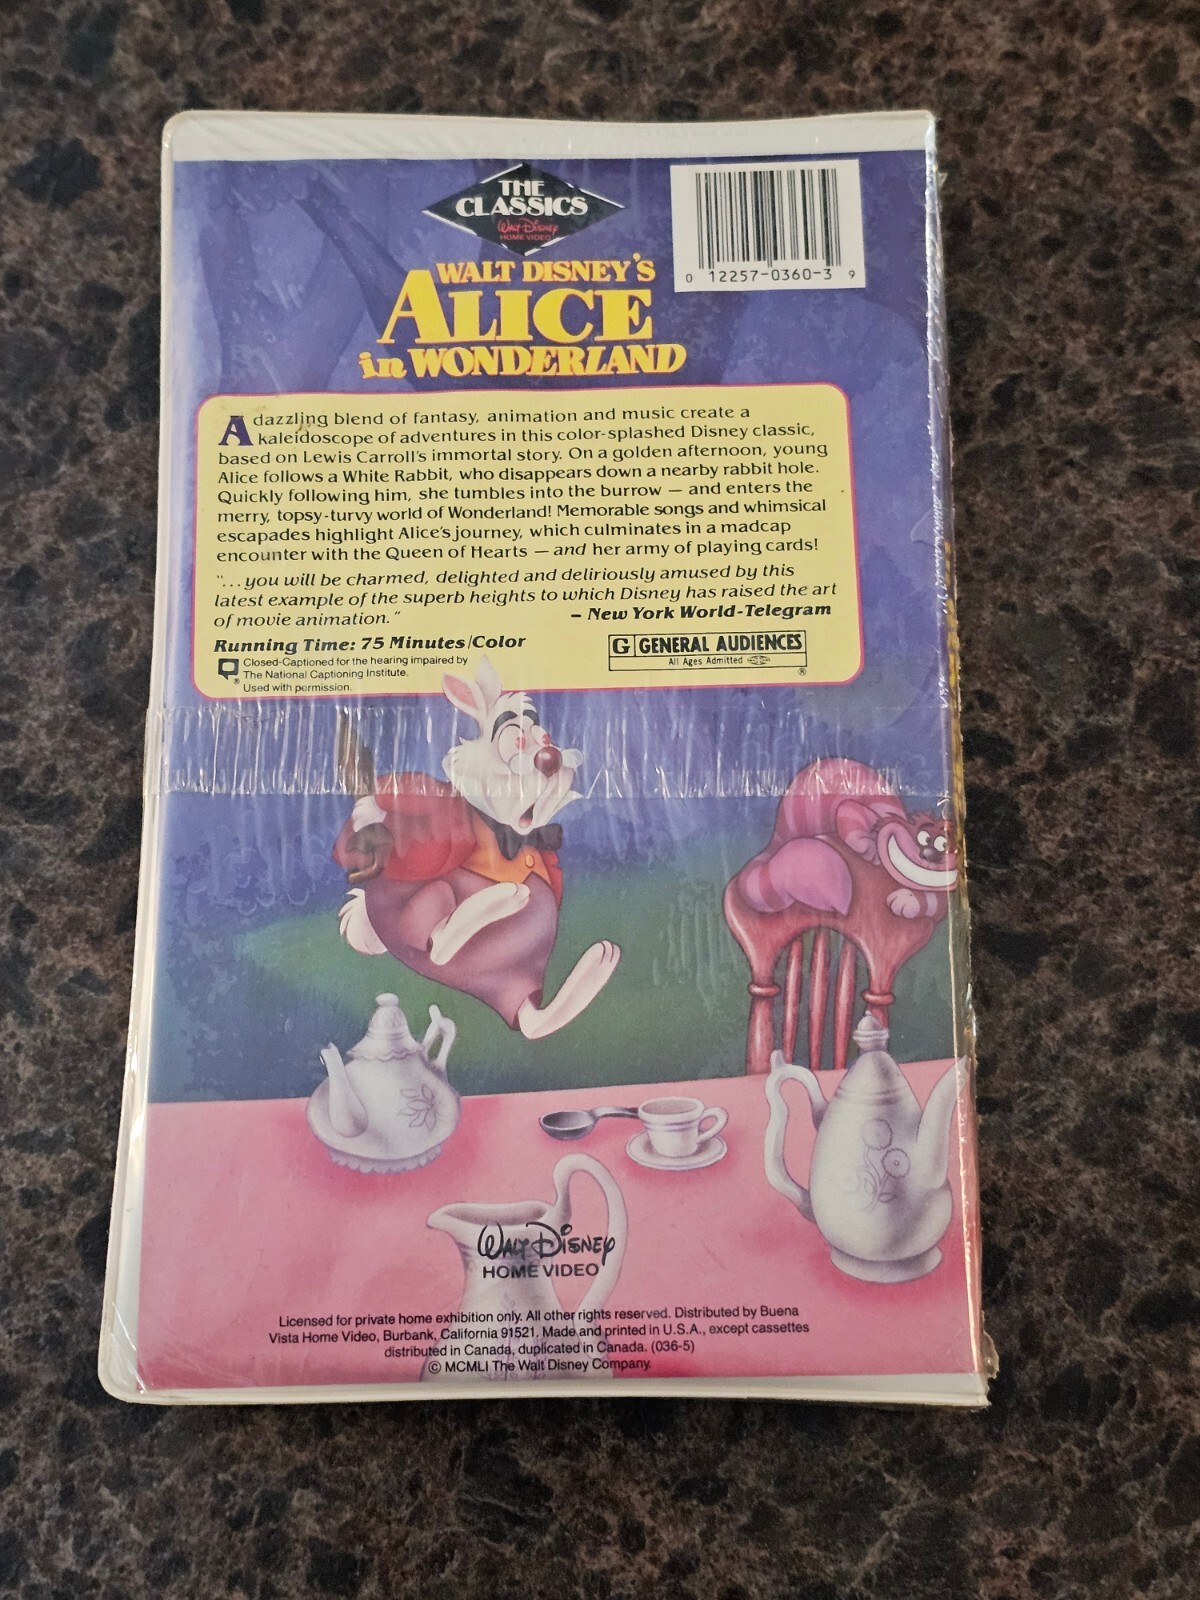 THE
CLASSICS
Walt Disney
HOME VIDEO
0 12257-0360-3 9
WALT DISNEY'S
ALICE
in WONDERLAND
A dazzling blend of fantasy, animation and music create a
kaleidoscope of adventures in this color-splashed Disney classic,
based on Lewis Carroll's immortal story. On a golden afternoon, young
Alice follows a White Rabbit, who disappears down a nearby rabbit hole.
Quickly following him, she tumbles into the burrow — and enters the
merry, topsy-turvy world of Wonderland! Memorable songs and whimsical
escapades highlight Alice's journey, which culminates in a madcap
encounter with the Queen of Hearts — and her army of playing cards!
"... you will be charmed, delighted and deliriously amused by this
latest example of the superb heights to which Disney has raised the art
of movie animation." – New York World-Telegram
Running Time: 75 Minutes/Color
Closed-Captioned for the hearing impaired by
The National Captioning Institute.
Used with permission.
G GENERAL AUDIENCES
All Ages Admitted
®
®
Walt Disney
HOME VIDEO
Licensed for private home exhibition only. All other rights reserved. Distributed by Buena
Vista Home Video, Burbank, California 91521. Made and printed in U.S.A., except cassettes
distributed in Canada, duplicated in Canada. (036-5)
© MCMLI The Walt Disney Company.